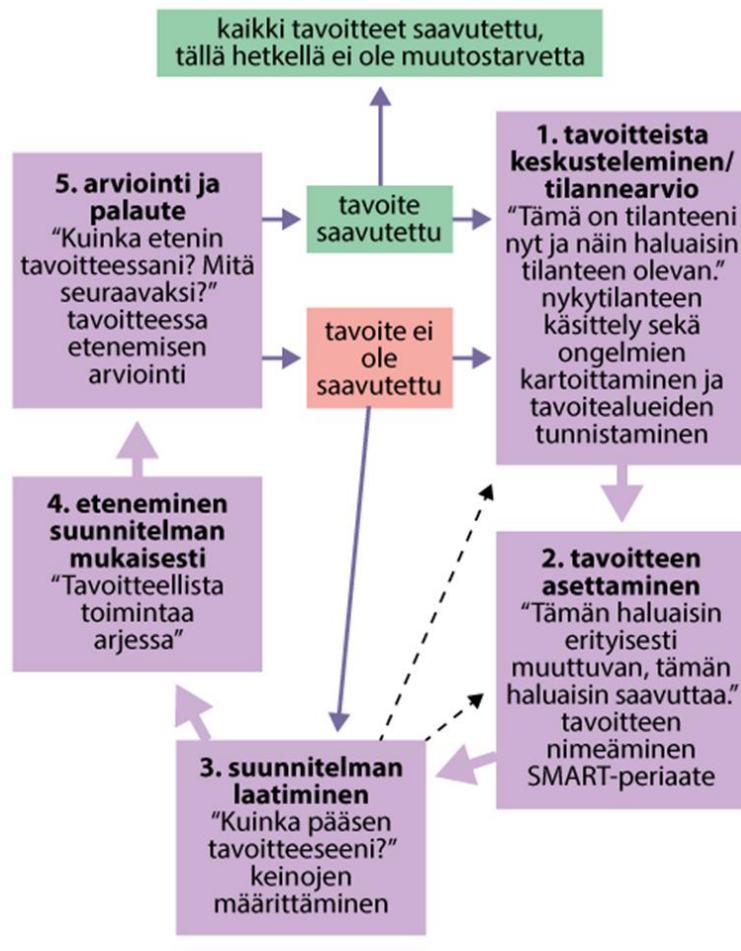 kaikki tavoitteet saavutettu,
tällä hetkellä ei ole muutostarvetta
1. tavoitteista
keskusteleminen/
tilannearvio
“Tämä on tilanteeni
nyt ja näin haluaisin
tilanteen olevan.”
nykytilanteen
käsittely sekä
ongelmien
kartoittaminen ja
tavoitealueiden
tunnistaminen
2. tavoitteen
asettaminen
“Tämän haluaisin
erityisesti
muuttuvan, tämän
haluaisin saavuttaa.”
tavoitteen
nimeäminen
SMART-periaate
3. suunnitelman
laatiminen
“Kuinka pääsen
tavoitteeseeni?”
keinojen
määrittäminen
4. eteneminen
suunnitelman
mukaisesti
“Tavoitteellista
toimintaa
arjessa”
5. arviointi ja
palaute
“Kuinka etenin
tavoitteessani? Mitä
seuraavaksi?”
tavoitteessa
etenemisen
arviointi
tavoite
saavutettu
tavoite ei
ole
saavutettu